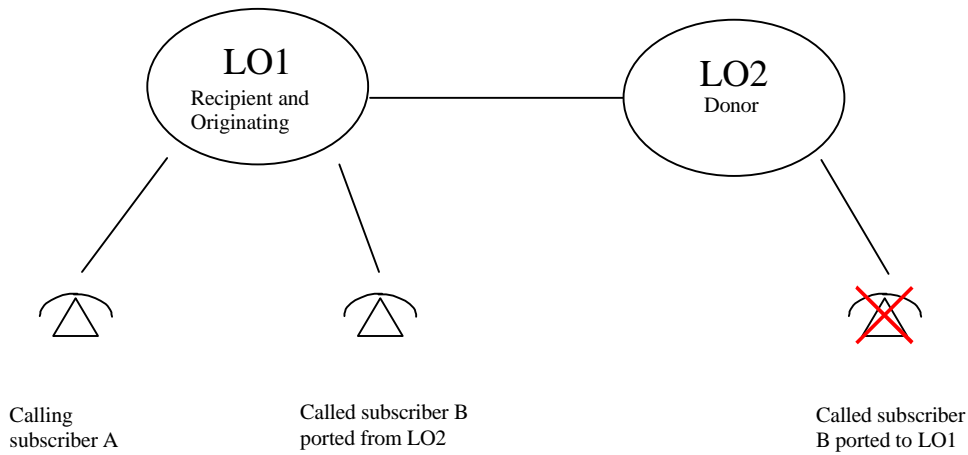 LO1
Recipient and
Originating
LO2
Donor
Calling
subscriber A
Called subscriber B
ported from LO2
Called subscriber
B ported to LO1